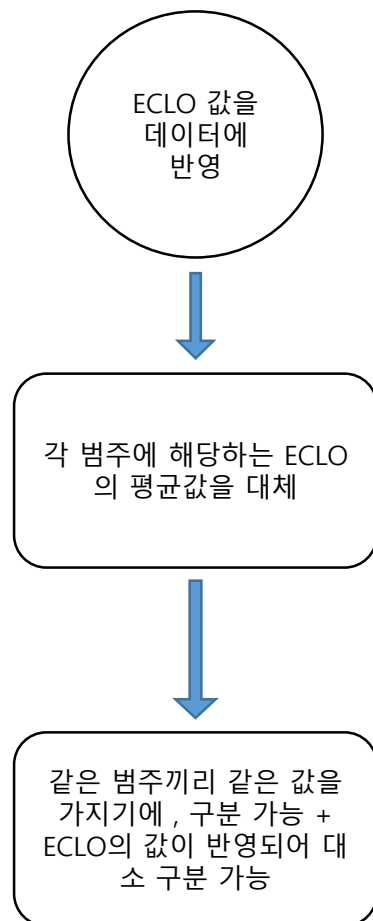 ECLO 값을
데이터에
반영
각 범주에 해당하는 ECLO
의 평균값을 대체
같은 범주끼리 같은 값을
가지기에 , 구분 가능 +
ECLO의 값이 반영되어 대
소 구분 가능